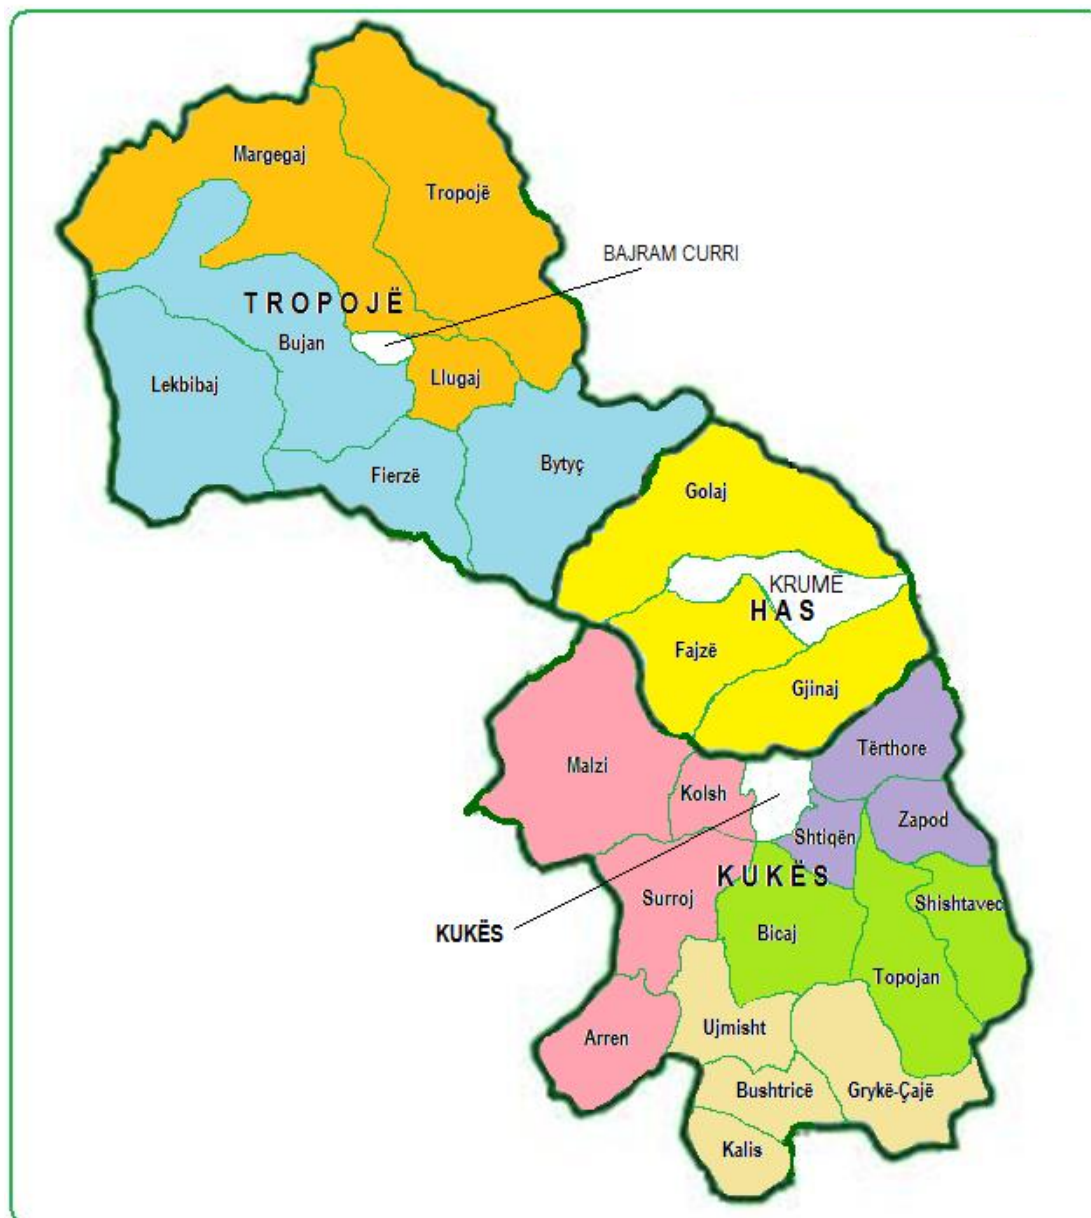 Margegaj
Tropojë
BAJRAM CURRI
TROPOJË
Bujan
Lekbibaj
Llugaj
Fierzë
Bytyç
Golaj
KRUMË
HAS
Fajzë
Gjinaj
Tërthore
Malzi
Kolsh
Zapod
Shtiqën
KUKËS
Surroj
Shishtavec
KUKËS
Bicaj
Topojan
Ujmisht
Arren
Bushtricë
Grykë-Çajë
Kalis